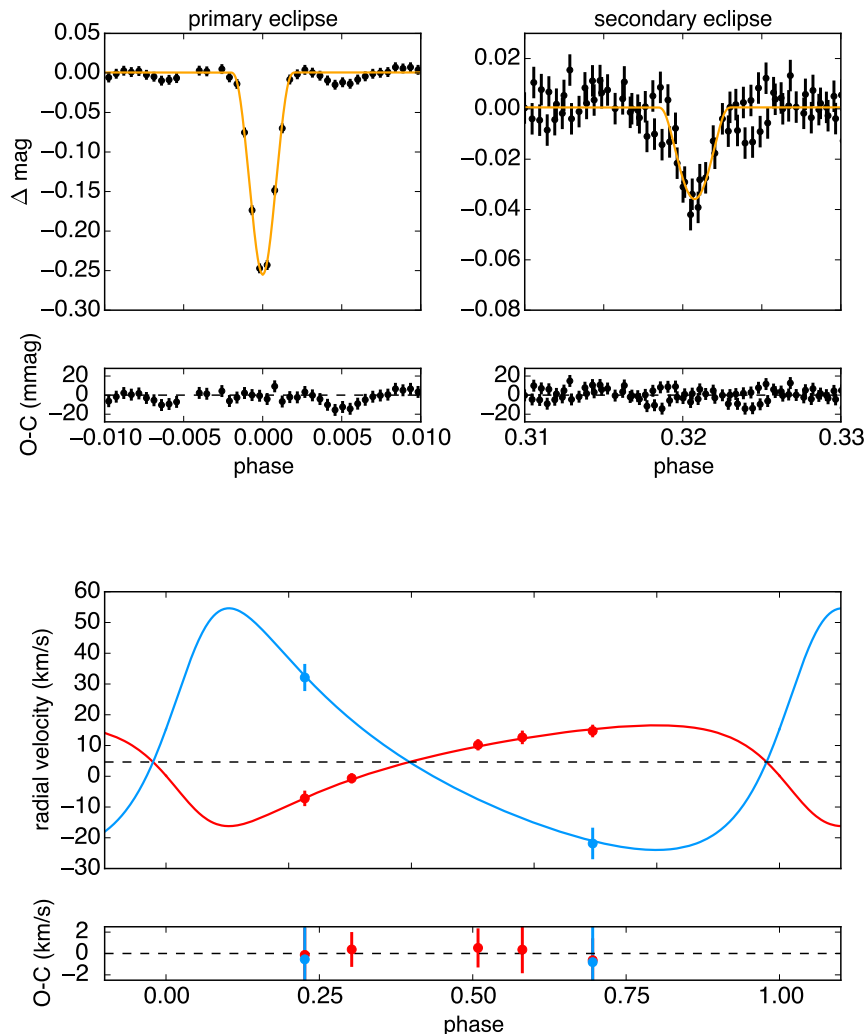 primary eclipse secondary eclipse
0.05 0.00 −0.05 −0.10 −0.15 −0.20 −0.25 −0.30
Δ mag
0.02 0.00 −0.02 −0.04 −0.06 −0.08
20 0 −20
O-C (mmag)
20 0 −20
−0.010 −0.005 0.000 0.005 0.010
0.31 0.32 0.33
phase phase
60 50 40 30 20 10 0 −10 −20 −30
radial velocity (km/s)
2 0 −2
O-C (km/s)
0.00 0.25 0.50 0.75 1.00
phase